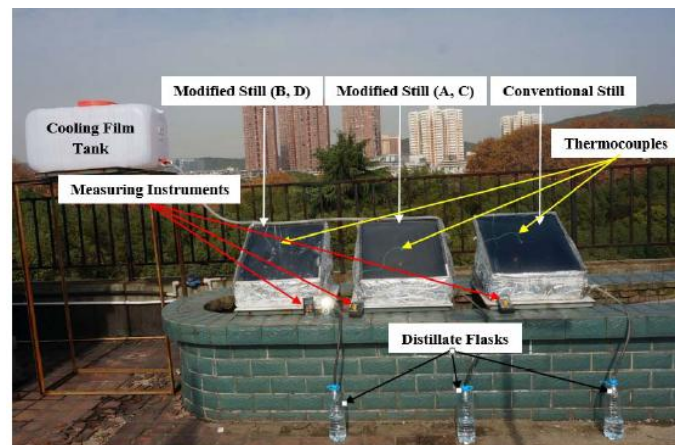 Modified Still (B, D)
Modified Still (A, C)
Conventional Still
Cooling Film
Tank
Thermocouples
Measuring Instruments
Distillate Flasks